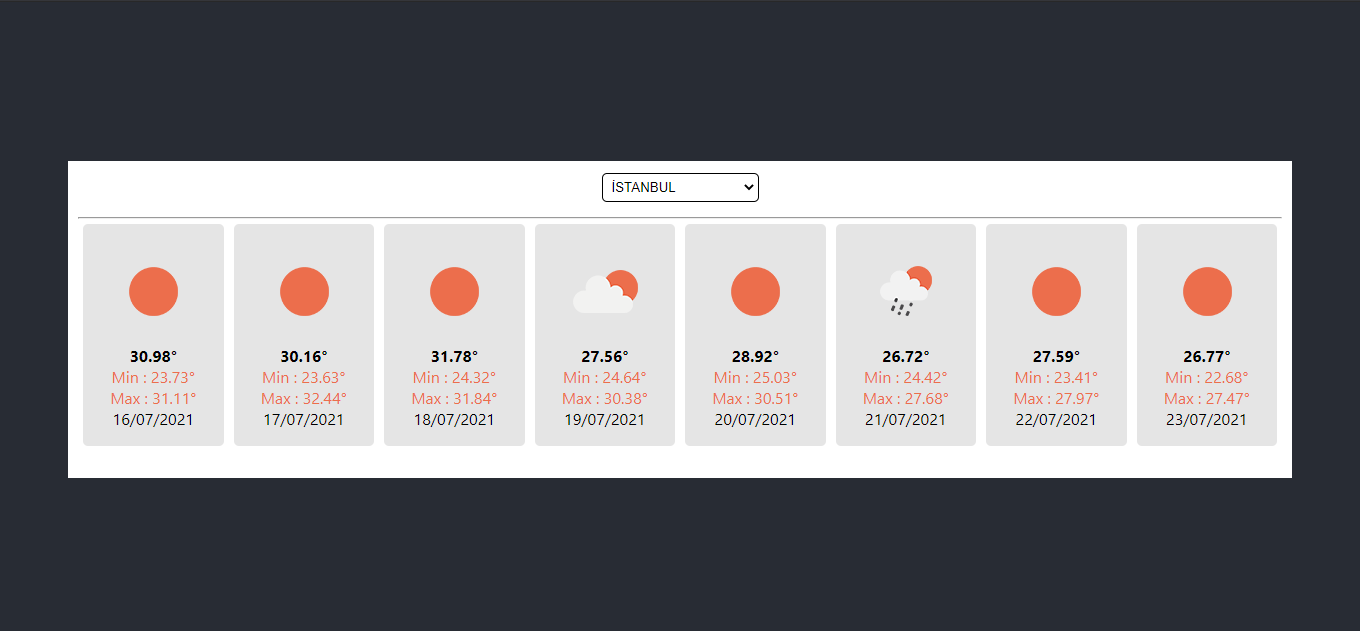 İSTANBUL
30.98°
Min : 23.73°
Max : 31.11°
16/07/2021
30.16°
Min : 23.63°
Max : 32.44°
17/07/2021
31.78°
Min : 24.32°
Max : 31.84°
18/07/2021
27.56°
Min : 24.64°
Max : 30.38°
19/07/2021
28.92°
Min : 25.03°
Max : 30.51°
20/07/2021
26.72°
Min : 24.42°
Max : 27.68°
21/07/2021
27.59°
Min : 23.41°
Max : 27.97°
22/07/2021
26.77°
Min : 22.68°
Max : 27.47°
23/07/2021